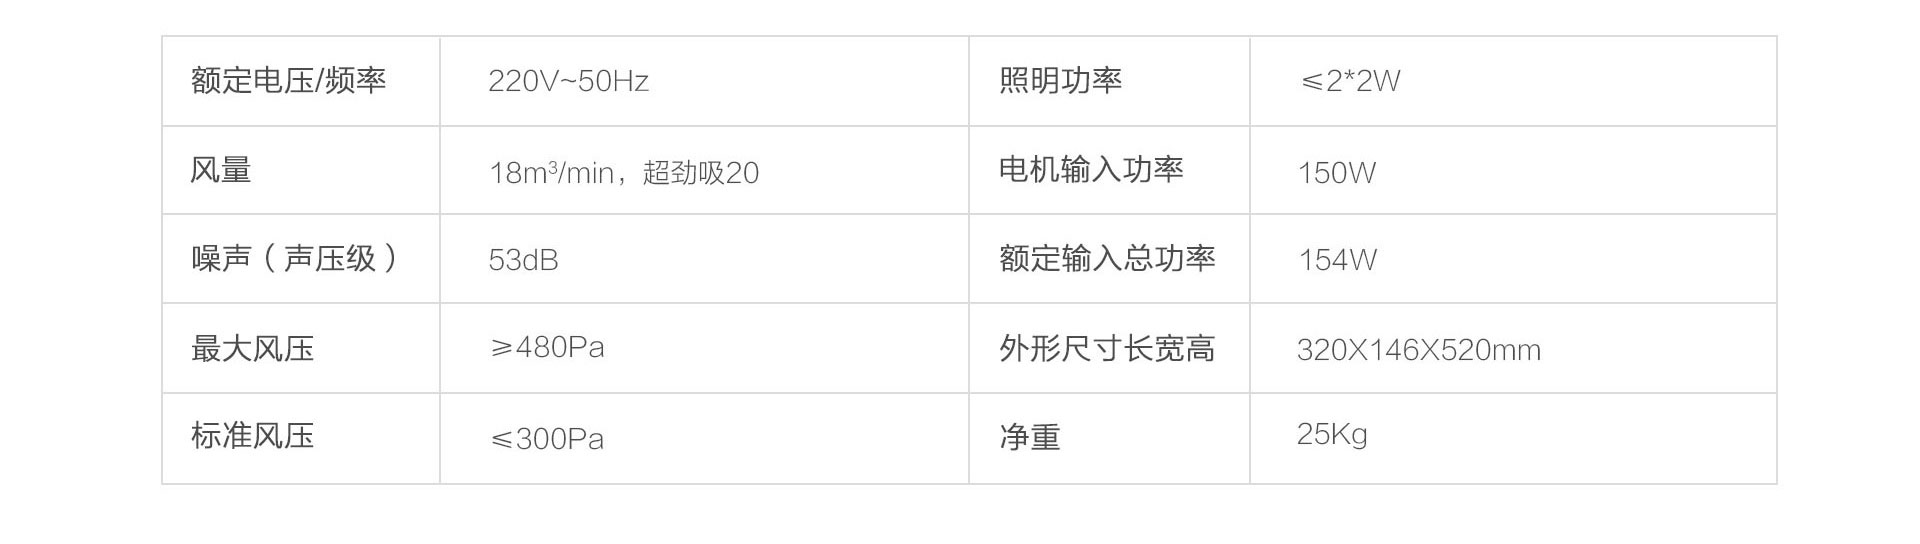 额定电压/频率 220V~50Hz 照明功率 ≤2*2W
风量 18m³/min，超劲吸20 电机输入功率 150W
噪声（声压级） 53dB 额定输入总功率 154W
最大风压 ≥480Pa 外形尺寸长宽高 320X146X520mm
标准风压 ≤300Pa 净重 25Kg